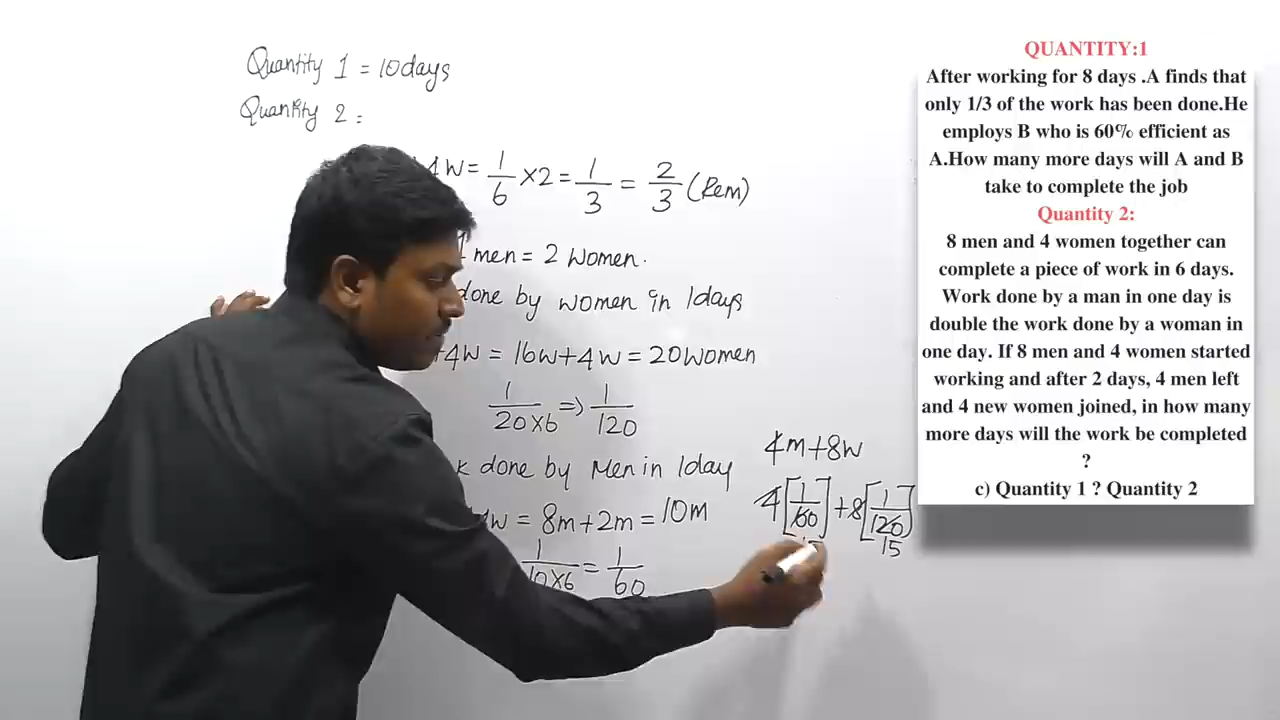 Quantity 1 = 10days
Quantity 2 =
4W = 1/6 ×2 = 1/3 = 2/3 (Rem)
men = 2 women.
done by women in 1days
+4W = 16W+4W = 20women
1/20×6 => 1/120
done by Men in 1day
4W = 8m+2m = 10m
1/10×6 = 1/60
4m+8W
4[1/60]+8[1/120]
15
QUANTITY:1
After working for 8 days .A finds that
only 1/3 of the work has been done.He
employs B who is 60% efficient as
A.How many more days will A and B
take to complete the job
Quantity 2:
8 men and 4 women together can
complete a piece of work in 6 days.
Work done by a man in one day is
double the work done by a woman in
one day. If 8 men and 4 women started
working and after 2 days, 4 men left
and 4 new women joined, in how many
more days will the work be completed
?
c) Quantity 1 ? Quantity 2